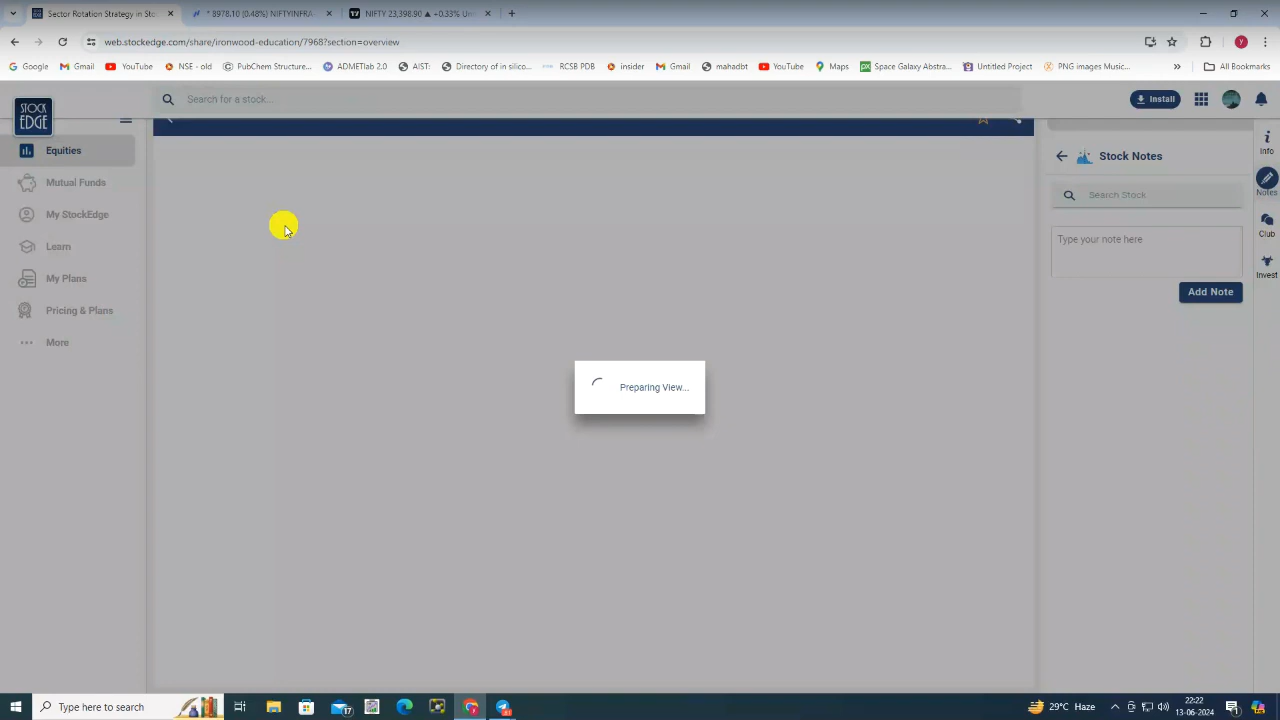 Sector Rotation Strategy in Stoc
* 8978.10 (0.48%) NIFTYINFRA
NIFTY 23,398.90 ▲ +0.33% Unn
web.stockedge.com/share/ironwood-education/7968?section=overview
Google
Gmail
YouTube
NSE - old
PubChem Structure...
ADMETlab 2.0
AIST:
Directory of in silico...
RCSB PDB
insider
Gmail
mahadbt
YouTube
Maps
Space Galaxy Abstra...
Untitled Project
PNG images Music...
»
All Bookmarks
STOCK
EDGE
Search for a stock...
Install
Equities
Mutual Funds
My StockEdge
Learn
My Plans
Pricing & Plans
More
Preparing View...
Stock Notes
Search Stock
Type your note here
Add Note
Info
Notes
Club
Invest
Type here to search
17
29°C Haze
22:22
13-06-2024